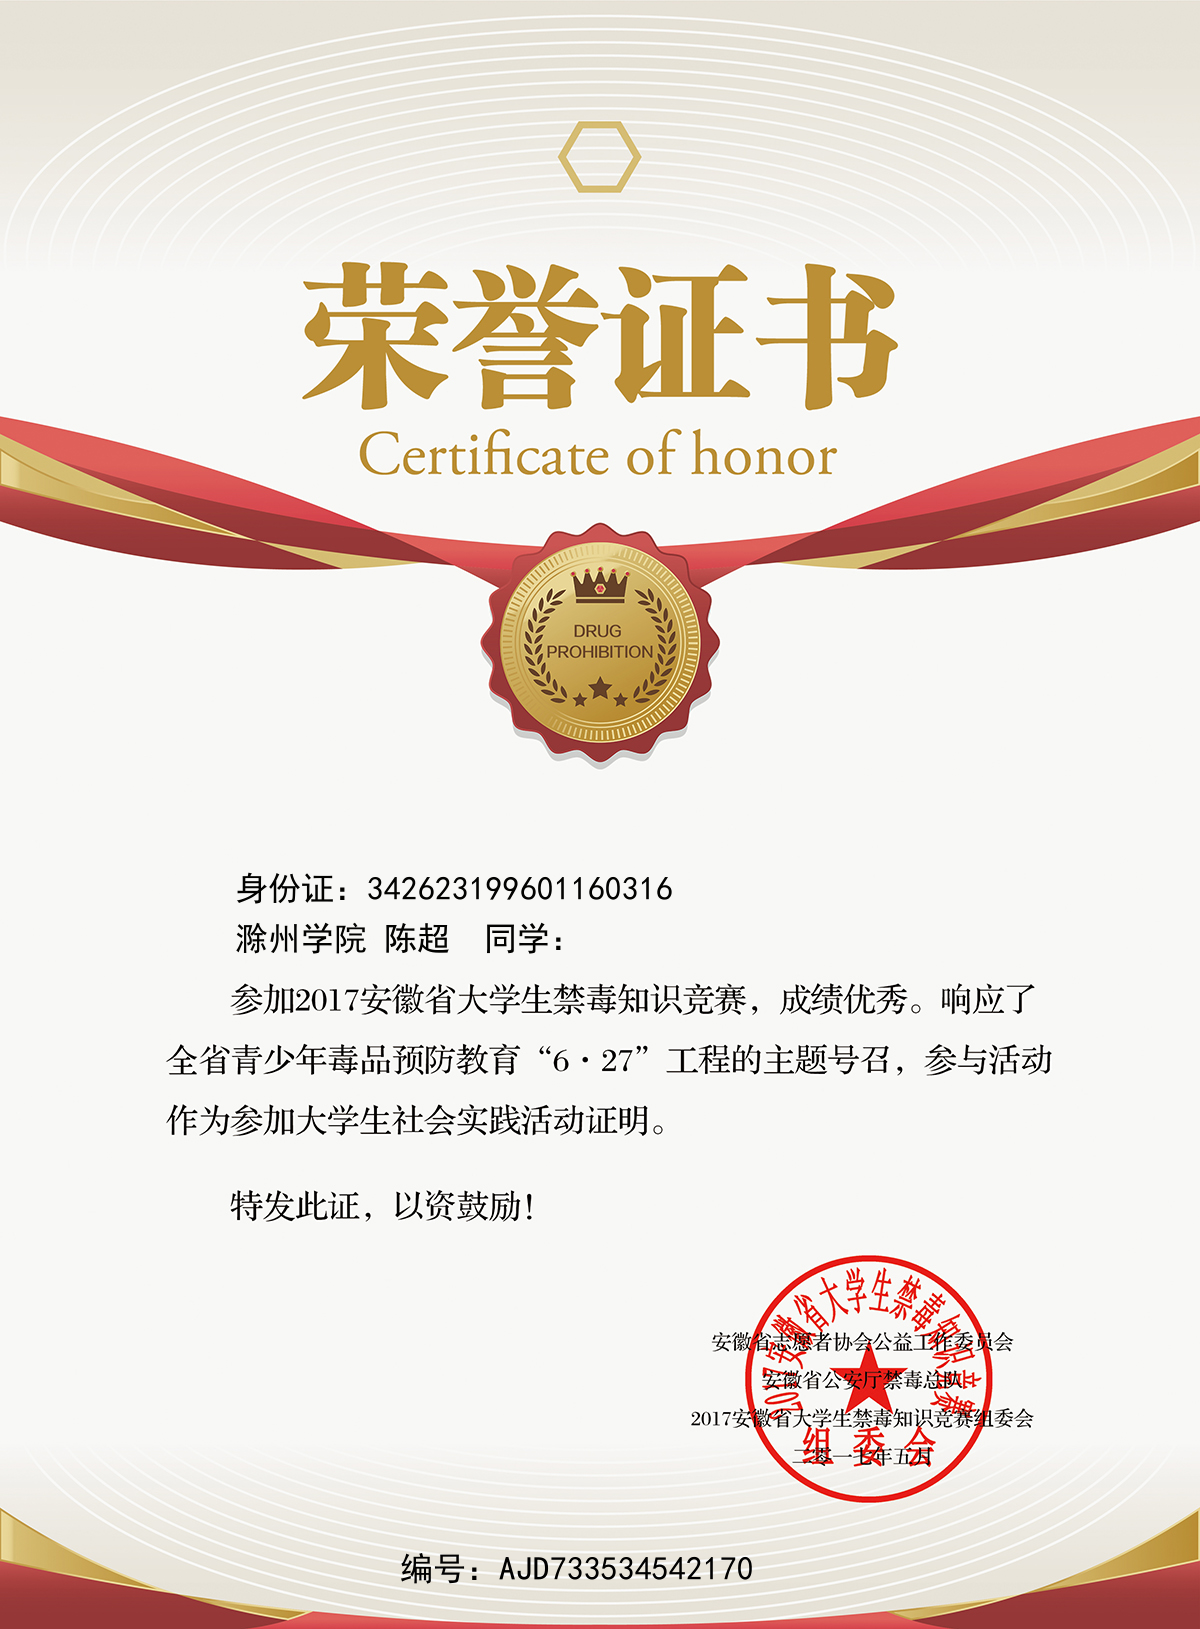 荣誉证书
Certificate of honor
DRUG
PROHIBITION
身份证：342623199601160316
滁州学院 陈超 同学：
参加2017安徽省大学生禁毒知识竞赛，成绩优秀。响应了
全省青少年毒品预防教育“6·27”工程的主题号召，参与活动
作为参加大学生社会实践活动证明。
特发此证，以资鼓励！
2017安徽省大学生禁毒知识竞赛
组委会
安徽省志愿者协会公益工作委员会
安徽省公安厅禁毒总队
2017安徽省大学生禁毒知识竞赛组委会
二零一七年五月
编号：AJD733534542170